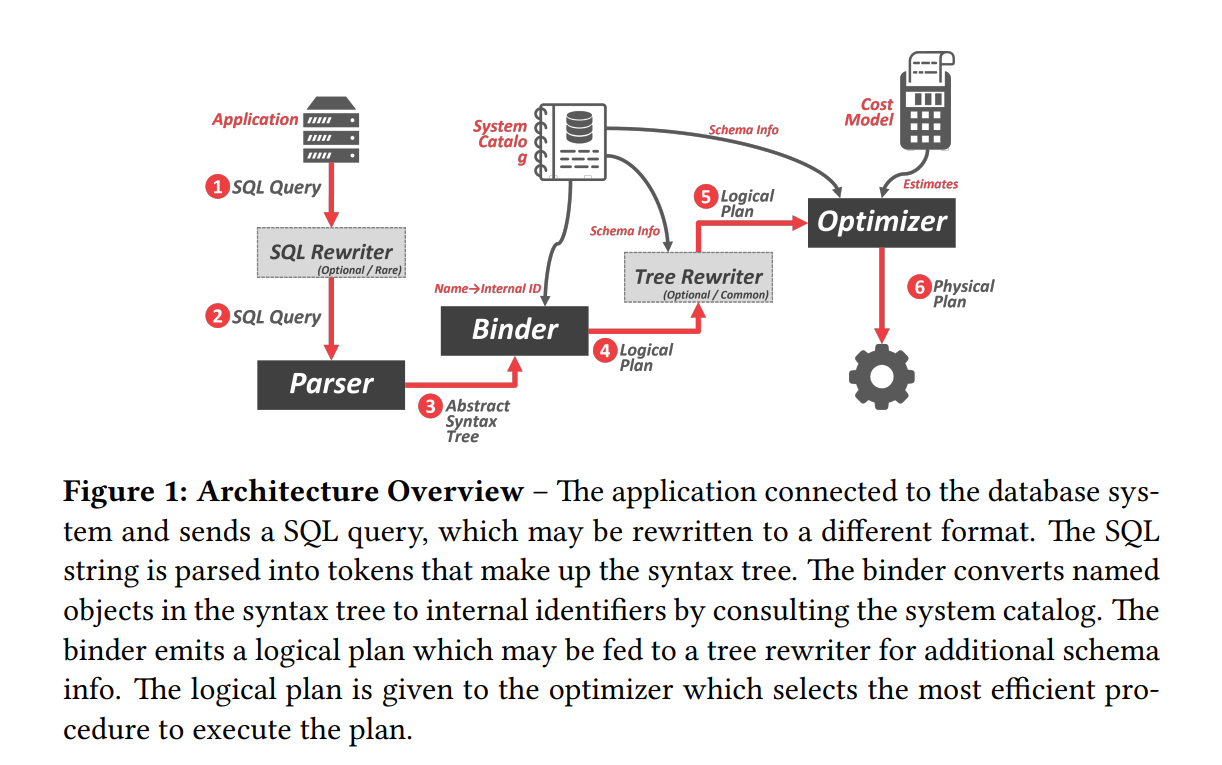 Application
1 SQL Query
SQL Rewriter
(Optional / Rare)
2 SQL Query
Parser
3 Abstract
Syntax
Tree
System
Catalo
g
Name→Internal ID
Binder
4 Logical
Plan
Schema Info
Tree Rewriter
(Optional / Common)
5 Logical
Plan
Schema Info
Cost
Model
Estimates
Optimizer
6 Physical
Plan
Figure 1: Architecture Overview – The application connected to the database sys-
tem and sends a SQL query, which may be rewritten to a different format. The SQL
string is parsed into tokens that make up the syntax tree. The binder converts named
objects in the syntax tree to internal identifiers by consulting the system catalog. The
binder emits a logical plan which may be fed to a tree rewriter for additional schema
info. The logical plan is given to the optimizer which selects the most efficient pro-
cedure to execute the plan.